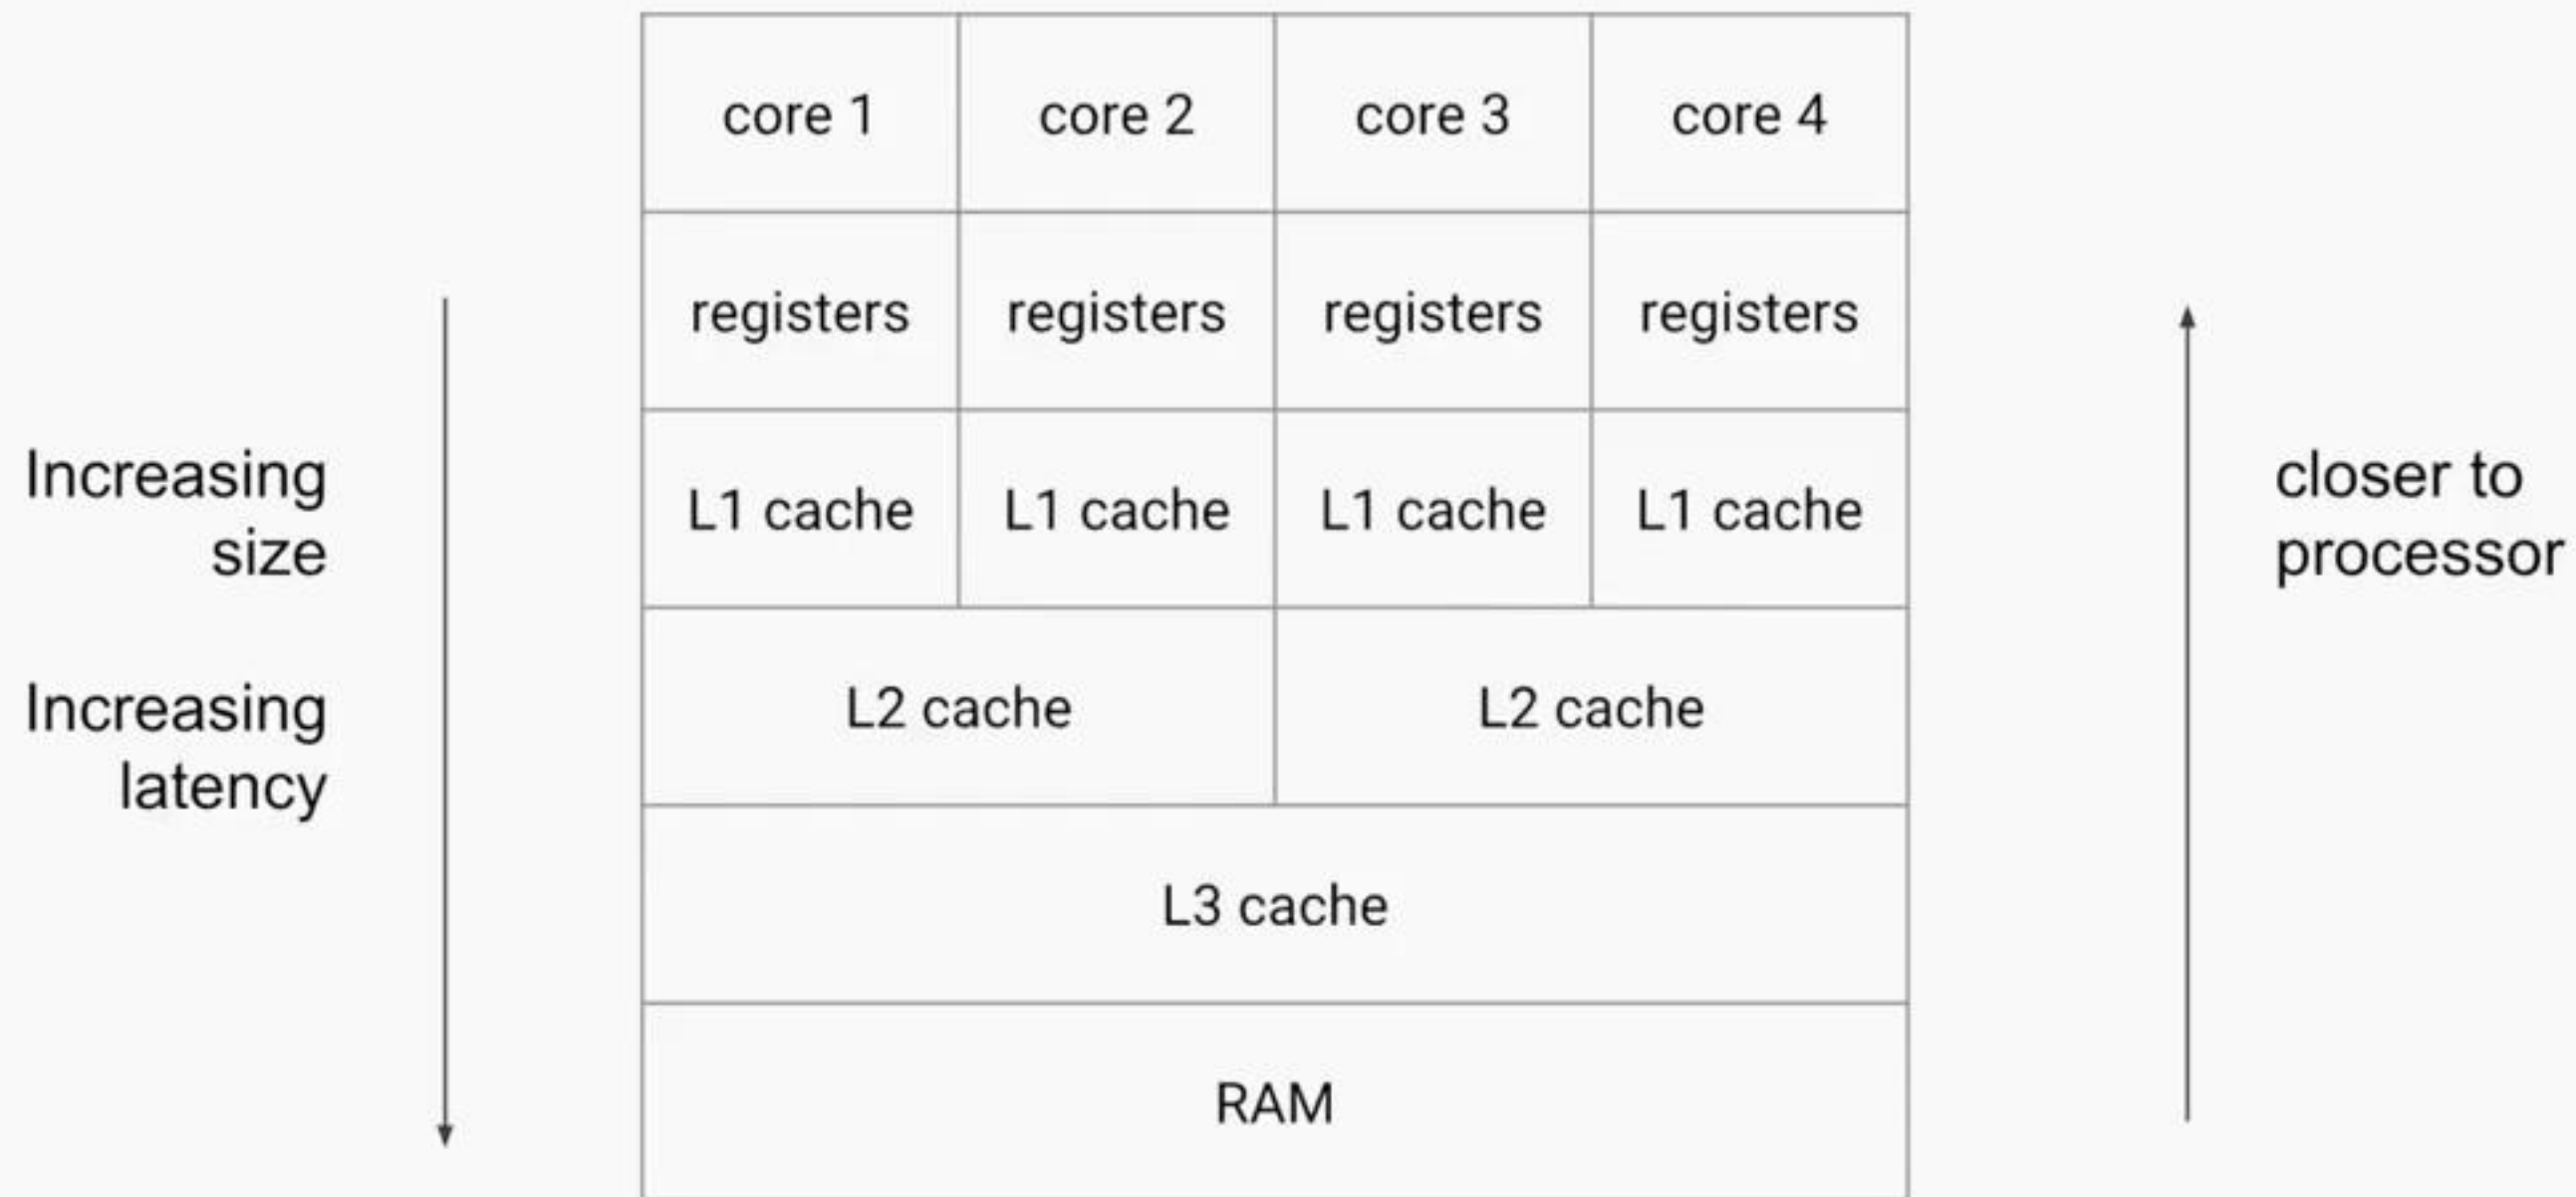 core 1 core 2 core 3 core 4
registers registers registers registers
L1 cache L1 cache L1 cache L1 cache
L2 cache L2 cache
L3 cache
RAM
Increasing
size
Increasing
latency
closer to
processor